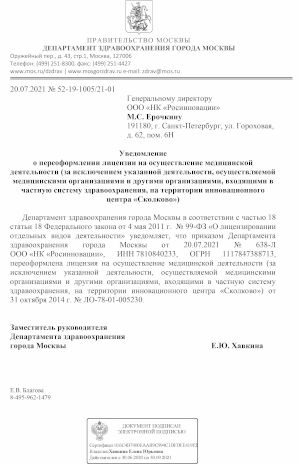 ПРАВИТЕЛЬСТВО МОСКВЫ
ДЕПАРТАМЕНТ ЗДРАВООХРАНЕНИЯ ГОРОДА МОСКВЫ
Оружейный пер., д. 43, стр.1, Москва, 127006
Телефон: (499) 251-8300, факс: (499) 251-4427
www.mos.ru/dzdrav | www.mosgorzdrav.ru e-mail: zdrav@mos.ru
20.07.2021 № 52-19-1005/21-01
Генеральному директору
ООО «НК «Росинновации»
М.С. Ерочкину
191180, г. Санкт-Петербург, ул. Гороховая,
д. 62, пом. 6Н
Уведомление
о переоформлении лицензии на осуществление медицинской
деятельности (за исключением указанной деятельности, осуществляемой
медицинскими организациями и другими организациями, входящими в
частную систему здравоохранения, на территории инновационного
центра «Сколково»)
Департамент здравоохранения города Москвы в соответствии с частью 18
статьи 18 Федерального закона от 4 мая 2011 г. № 99-ФЗ «О лицензировании
отдельных видов деятельности» уведомляет, что приказом Департамента
здравоохранения города Москвы от 20.07.2021 № 638-Л
ООО «НК «Росинновации», ИНН 7810840233, ОГРН 1117847388713,
переоформлена лицензия на осуществление медицинской деятельности (за
исключением указанной деятельности, осуществляемой медицинскими
организациями и другими организациями, входящими в частную систему
здравоохранения, на территории инновационного центра «Сколково») от
31 октября 2014 г. № ЛО-78-01-005230.
Заместитель руководителя
Департамента здравоохранения
города Москвы
Е.Ю. Хавкина
Е.В. Благова
8-495-962-1479
ДОКУМЕНТ ПОДПИСАН
ЭЛЕКТРОННОЙ ПОДПИСЬЮ
Сертификат
Владелец Хавкина Елена Юрьевна
Действителен с 30.06.2020 по 30.09.2021